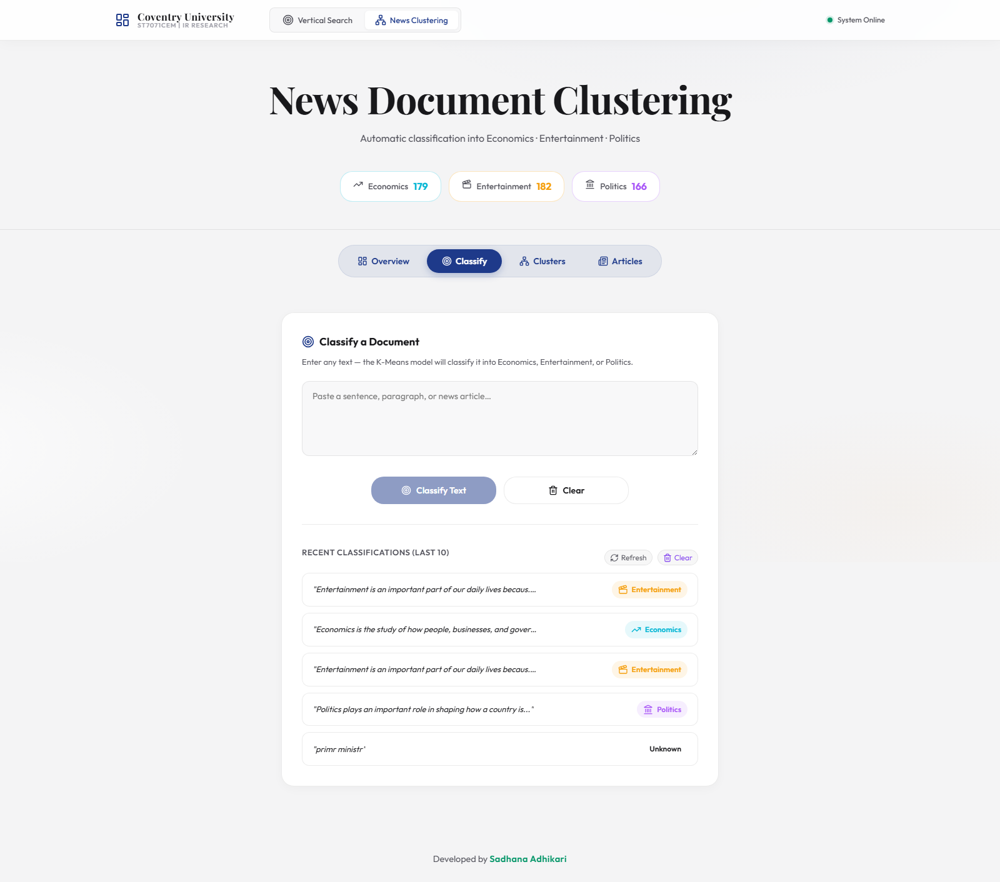 Coventry University
ST7071CEM | IR RESEARCH
Vertical Search
News Clustering
System Online
News Document Clustering
Automatic classification into Economics · Entertainment · Politics
Economics 179
Entertainment 182
Politics 166
Overview
Classify
Clusters
Articles
Classify a Document
Enter any text — the K-Means model will classify it into Economics, Entertainment, or Politics.
Paste a sentence, paragraph, or news article...
Classify Text
Clear
RECENT CLASSIFICATIONS (LAST 10)
Refresh
Clear
"Entertainment is an important part of our daily lives becaus....
Entertainment
"Economics is the study of how people, businesses, and gover...
Economics
"Entertainment is an important part of our daily lives becaus....
Entertainment
"Politics plays an important role in shaping how a country is..."
Politics
"primr ministr"
Unknown
Developed by Sadhana Adhikari